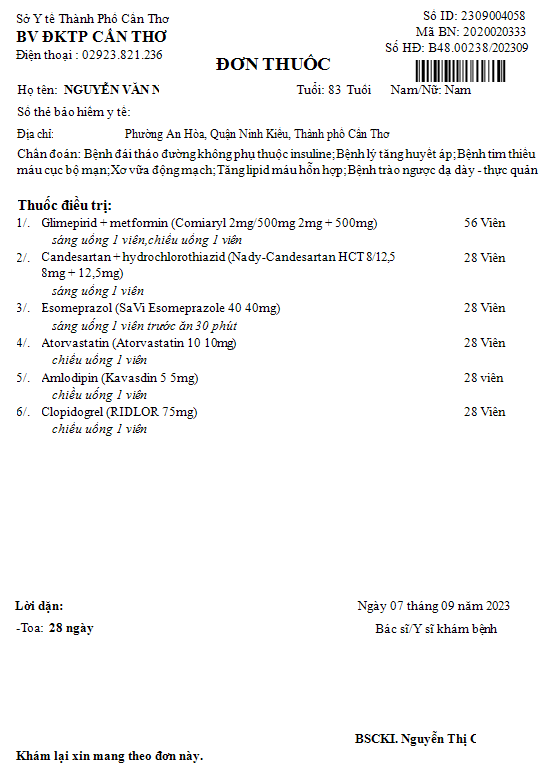 Sở Y tế Thành Phố Cần Thơ
BV ĐKTP CẦN THƠ
Điện thoại : 02923.821.236
Số ID: 2309004058
Mã BN: 2020020333
Số HĐ: B48.00238/202309
ĐƠN THUỐC
Họ tên: NGUYỄN VĂN N
Tuổi: 83 Tuổi Nam/Nữ: Nam
Số thẻ bảo hiểm y tế:
Địa chỉ: Phường An Hòa, Quận Ninh Kiều, Thành phố Cần Thơ
Chẩn đoán: Bệnh đái tháo đường không phụ thuộc insuline;Bệnh lý tăng huyết áp;Bệnh tim thiếu
máu cục bộ mạn;Xơ vữa động mạch;Tăng lipid máu hỗn hợp;Bệnh trào ngược dạ dày - thực quản
Thuốc điều trị:
1/. Glimepirid + metformin (Comiaryl 2mg/500mg 2mg + 500mg) 56 Viên
sáng uống 1 viên,chiều uống 1 viên
2/. Candesartan + hydrochlorothiazid (Nady-Candesartan HCT 8/12,5 28 Viên
8mg + 12,5mg)
sáng uống 1 viên
3/. Esomeprazol (SaVi Esomeprazole 40 40mg) 28 Viên
sáng uống 1 viên trước ăn 30 phút
4/. Atorvastatin (Atorvastatin 10 10mg) 28 Viên
chiều uống 1 viên
5/. Amlodipin (Kavasdin 5 5mg) 28 viên
chiều uống 1 viên
6/. Clopidogrel (RIDLOR 75mg) 28 Viên
chiều uống 1 viên
Lời dặn:
-Toa: 28 ngày
Ngày 07 tháng 09 năm 2023
Bác sĩ/Y sĩ khám bệnh
BSCKI. Nguyễn Thị C
Khám lại xin mang theo đơn này.